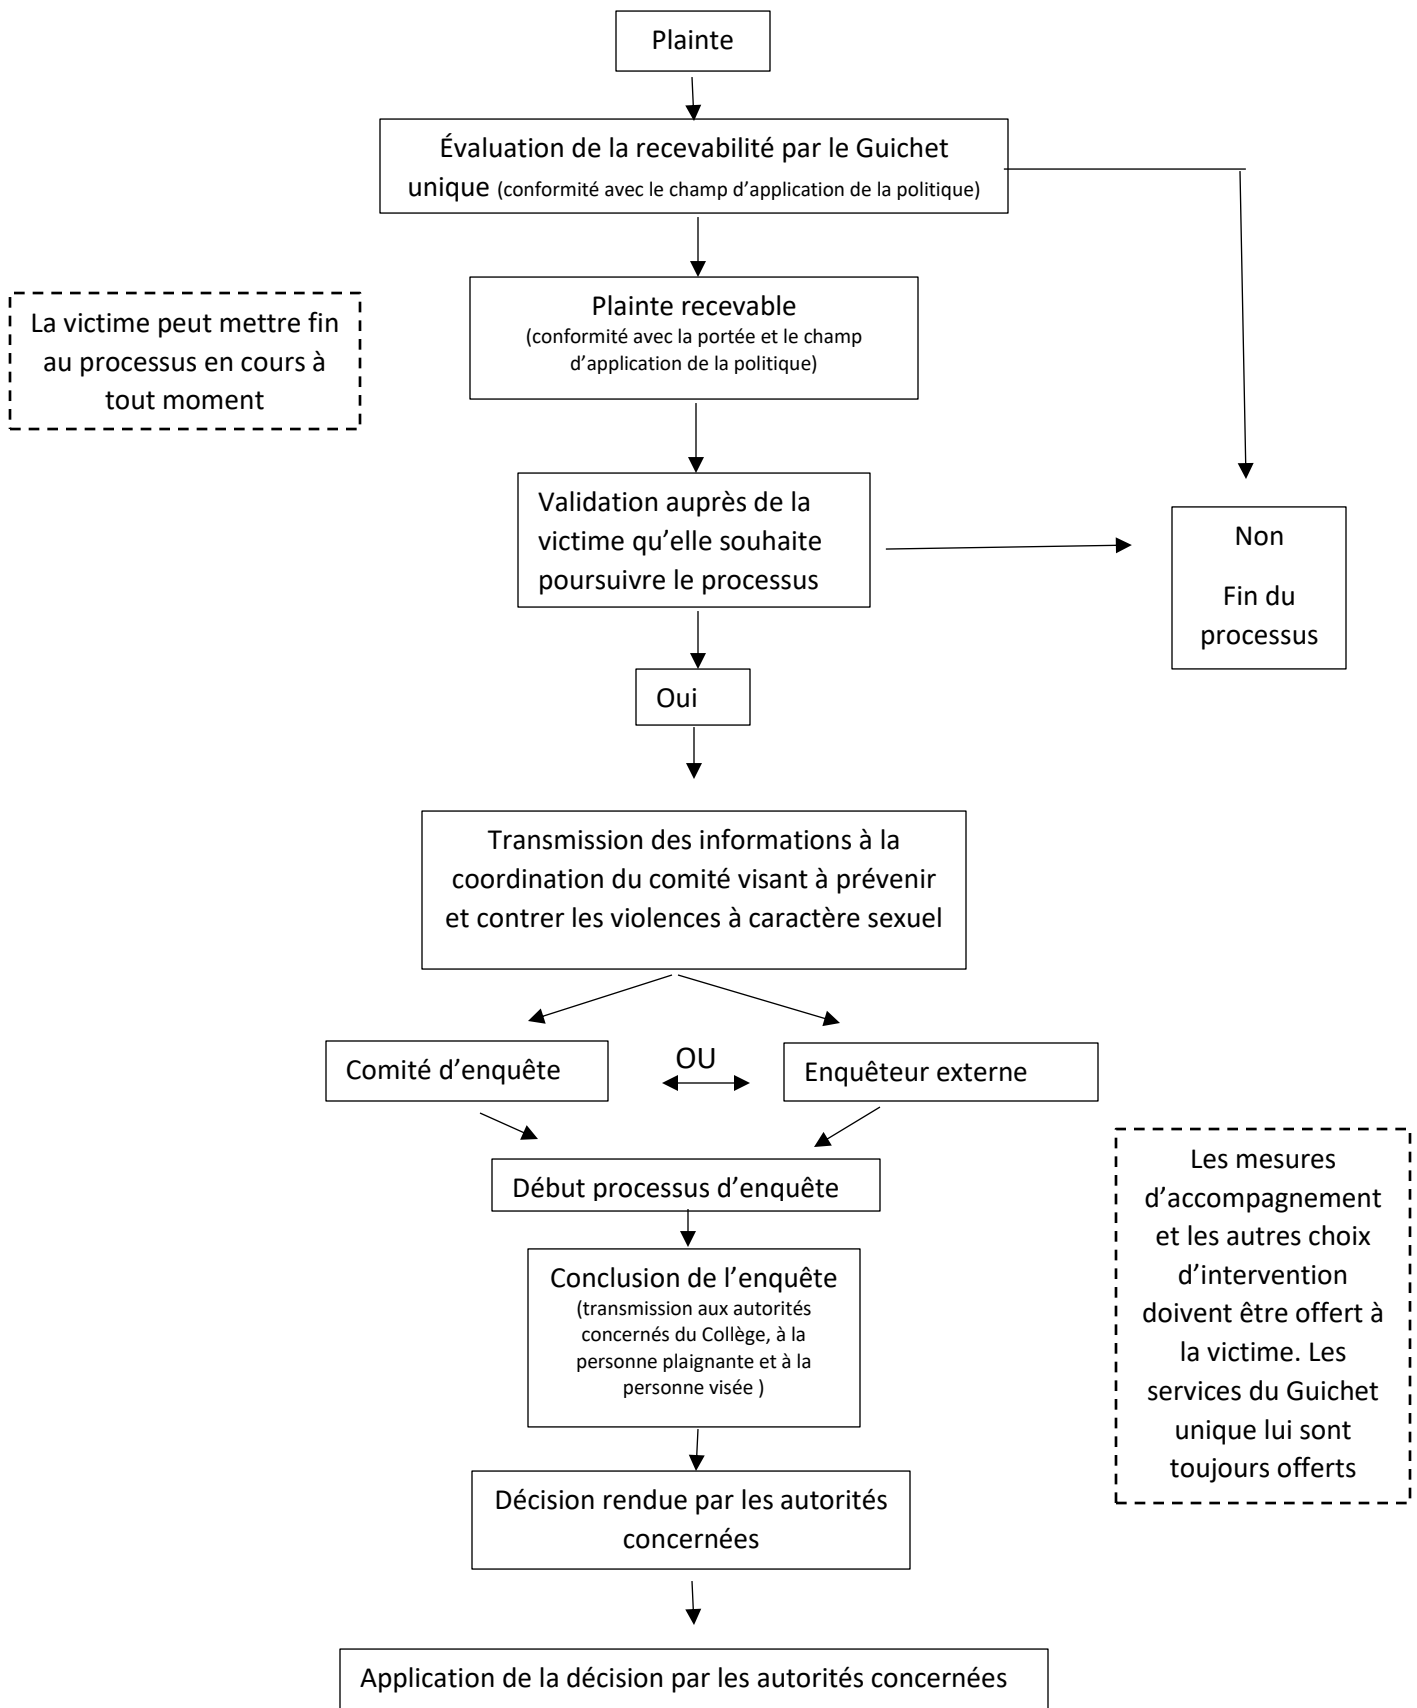 Plainte
Évaluation de la recevabilité par le Guichet
unique (conformité avec le champ d’application de la politique)
Plainte recevable
(conformité avec la portée et le champ
d’application de la politique)
La victime peut mettre fin
au processus en cours à
tout moment
Validation auprès de la
victime qu’elle souhaite
poursuivre le processus
Non
Fin du
processus
Oui
Transmission des informations à la
coordination du comité visant à prévenir
et contrer les violences à caractère sexuel
Comité d’enquête
OU
Enquêteur externe
Début processus d’enquête
Conclusion de l’enquête
(transmission aux autorités
concernés du Collège, à la
personne plaignante et à la
personne visée )
Les mesures
d’accompagnement
et les autres choix
d’intervention
doivent être offert à
la victime. Les
services du Guichet
unique lui sont
toujours offerts
Décision rendue par les autorités
concernées
Application de la décision par les autorités concernées